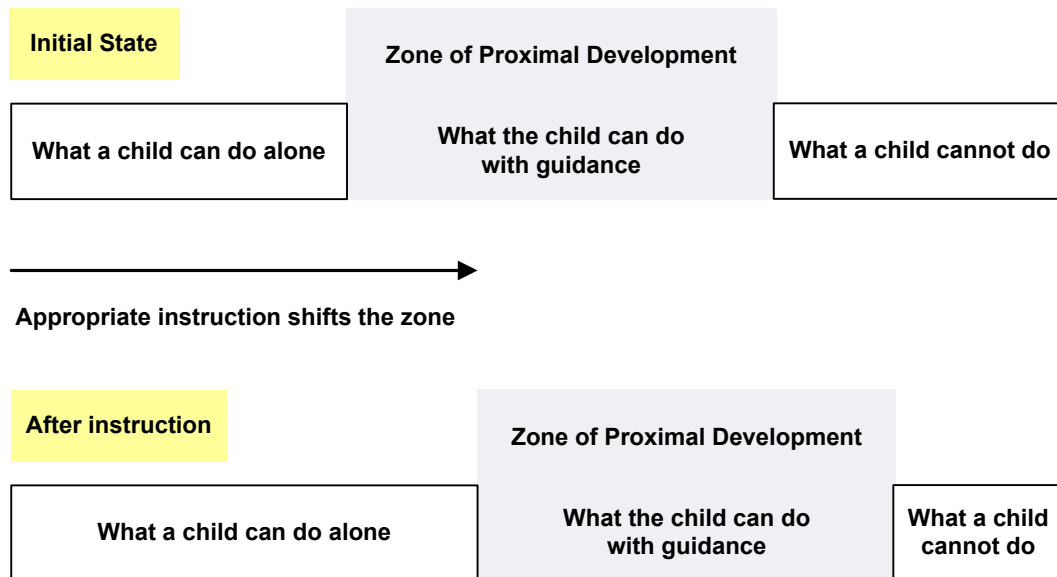 Initial State
Zone of Proximal Development
What a child can do alone
What the child can do
with guidance
What a child cannot do
Appropriate instruction shifts the zone
After instruction
Zone of Proximal Development
What a child can do alone
What the child can do
with guidance
What a child
cannot do